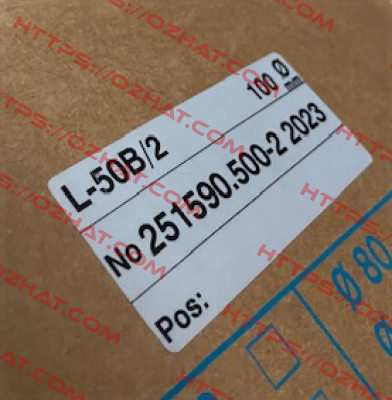 L-50B/2 100 Ø mm
No 251590.500-2 2023
Pos:
Ø 80
HTTPS://OZHAT.COM